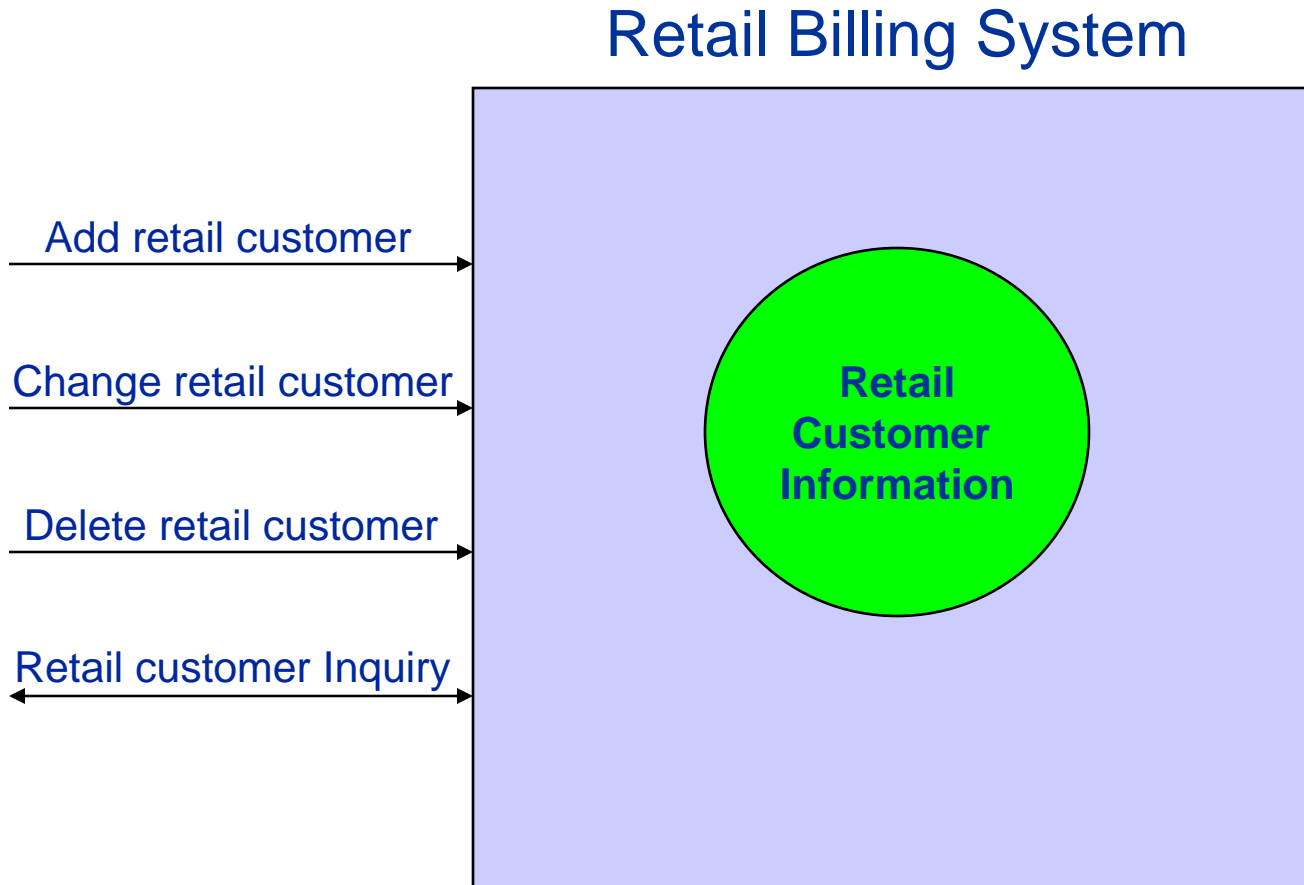 Retail Billing System
Add retail customer
Change retail customer
Delete retail customer
Retail customer Inquiry
Retail
Customer
Information